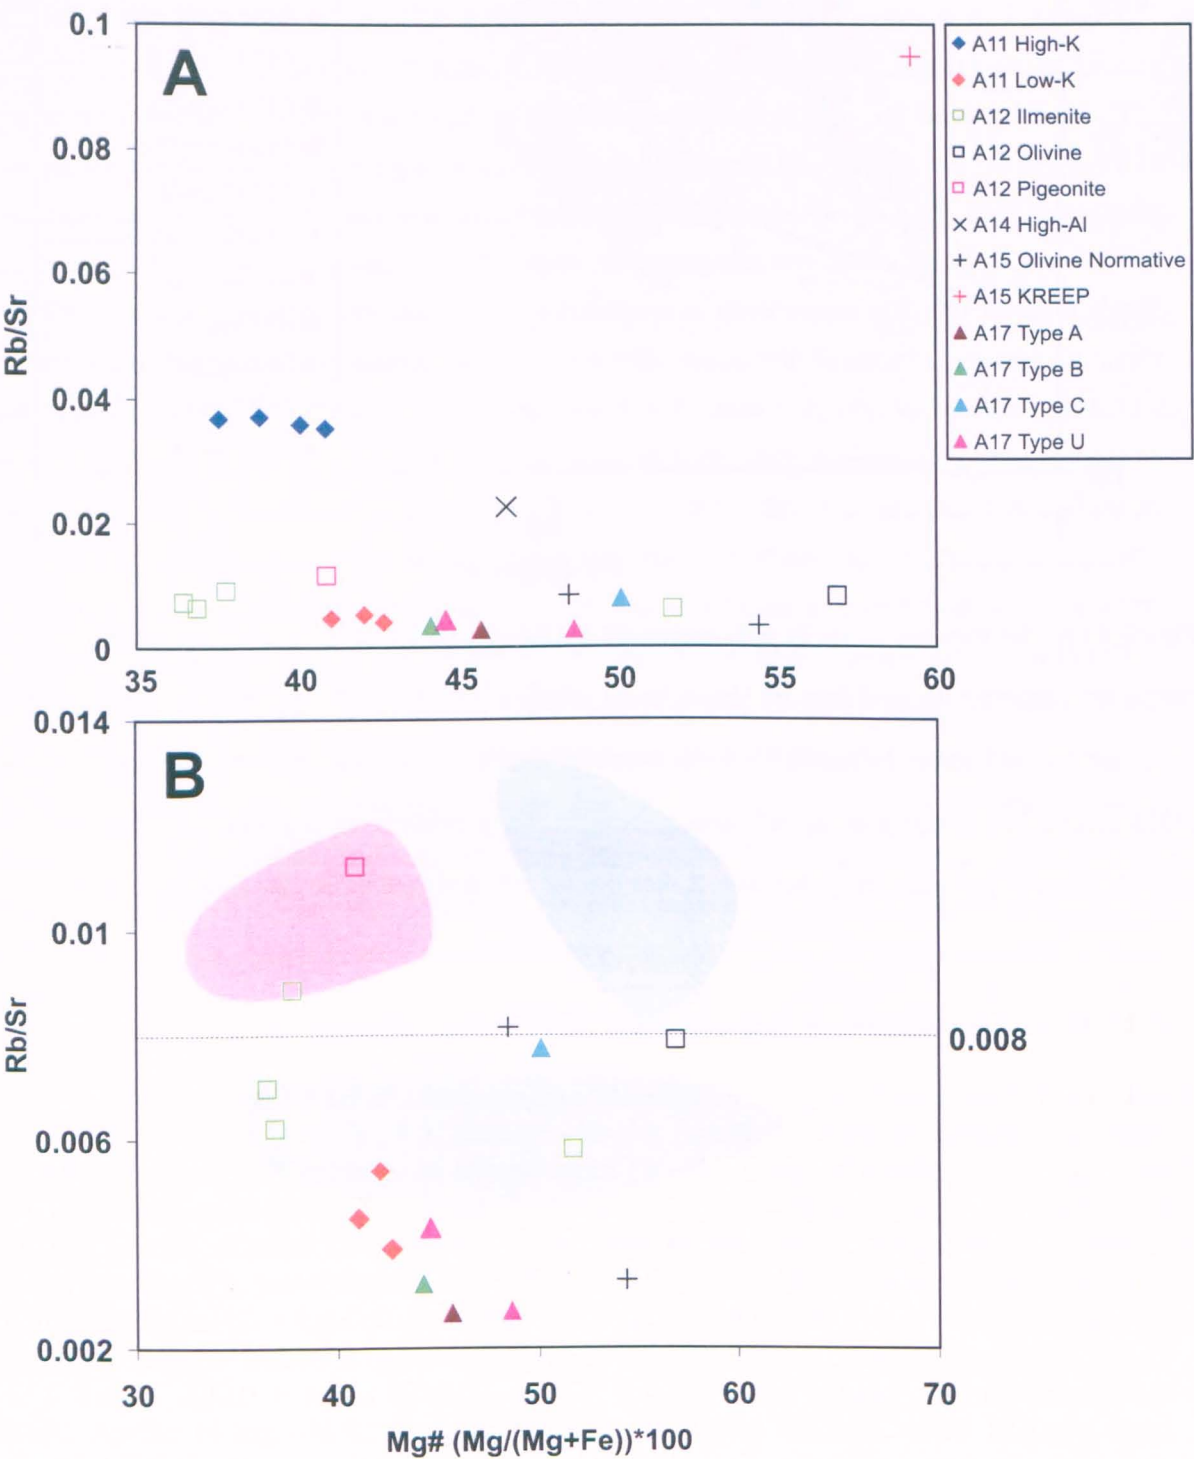 0.1
A
0.08
0.06
0.04
0.02
0
Rb/Sr
35 40 45 50 55 60
A11 High-K
A11 Low-K
A12 Ilmenite
A12 Olivine
A12 Pigeonite
A14 High-Al
A15 Olivine Normative
A15 KREEP
A17 Type A
A17 Type B
A17 Type C
A17 Type U
0.014
B
0.01
0.006
0.002
Rb/Sr
0.008
30 40 50 60 70
Mg# (Mg/(Mg+Fe))*100